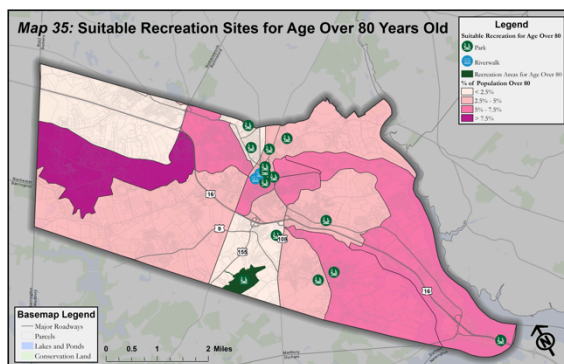 Map 35: Suitable Recreation Sites for Age Over 80 Years Old
Legend
Suitable Recreation for Age Over 80
Park
Riverwalk
Recreation Areas for Age Over 80
% of Population Over 80
< 2.5%
2.5% - 5%
5% - 7.5%
> 7.5%
16
9
155
108
16
Basemap Legend
Major Roadways
Parcels
Lakes and Ponds
Conservation Land
0 0.5 1 2 Miles
N